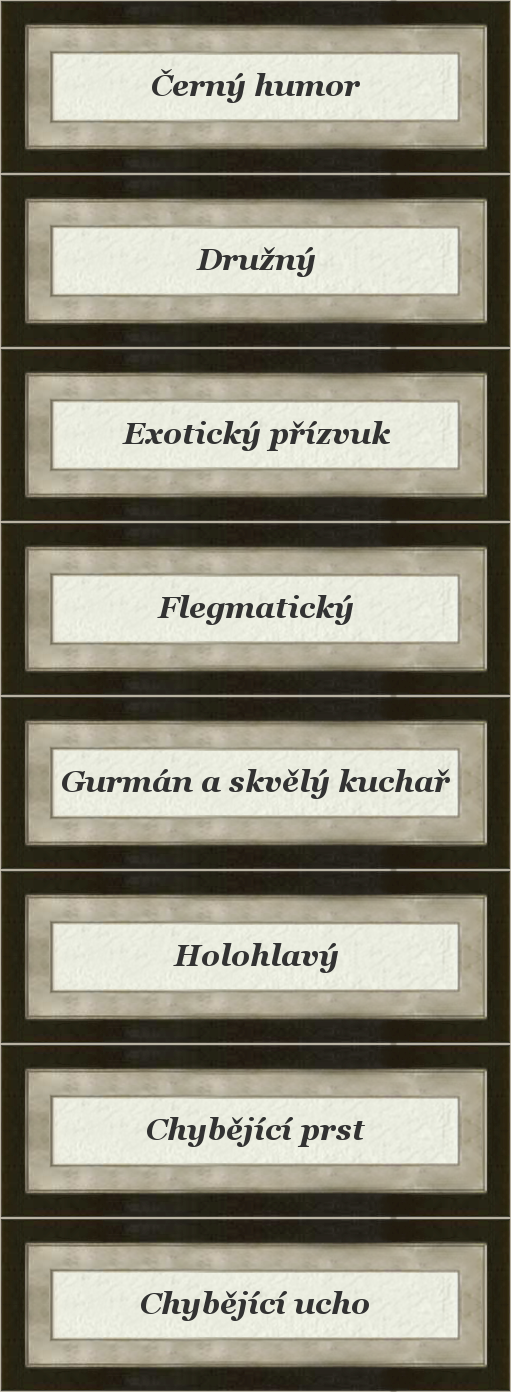 Černý humor
Družný
Exotický přízvuk
Flegmatický
Gurmán a skvělý kuchař
Holohlavý
Chybějící prst
Chybějící ucho